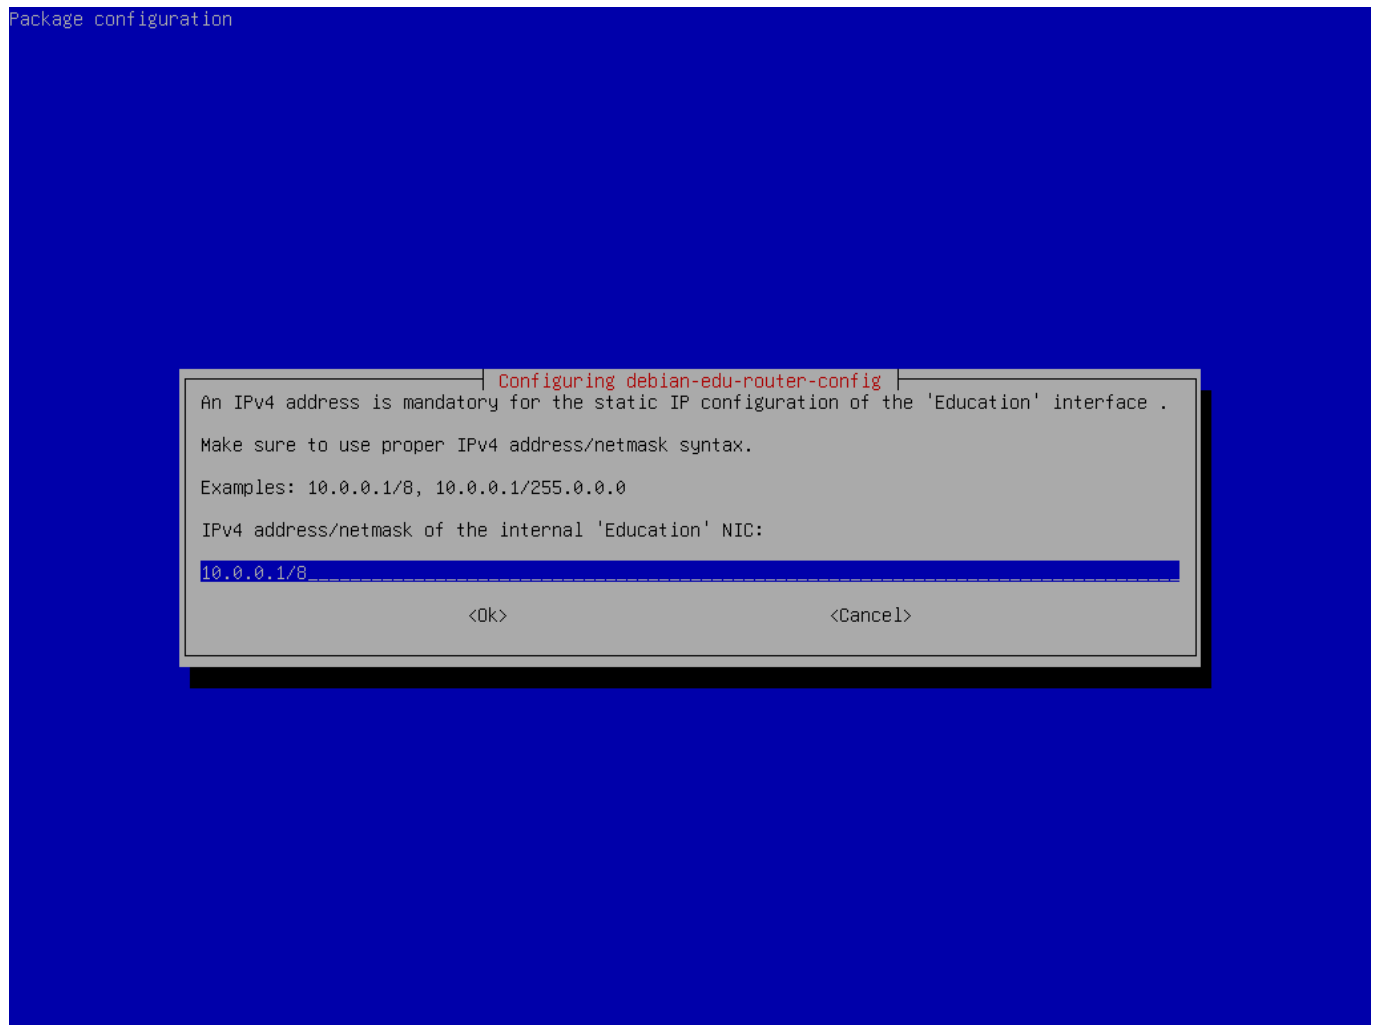 Package configuration
Configuring debian-edu-router-config
An IPv4 address is mandatory for the static IP configuration of the 'Education' interface .
Make sure to use proper IPv4 address/netmask syntax.
Examples: 10.0.0.1/8, 10.0.0.1/255.0.0.0
IPv4 address/netmask of the internal 'Education' NIC:
10.0.0.1/8
<Ok> <Cancel>